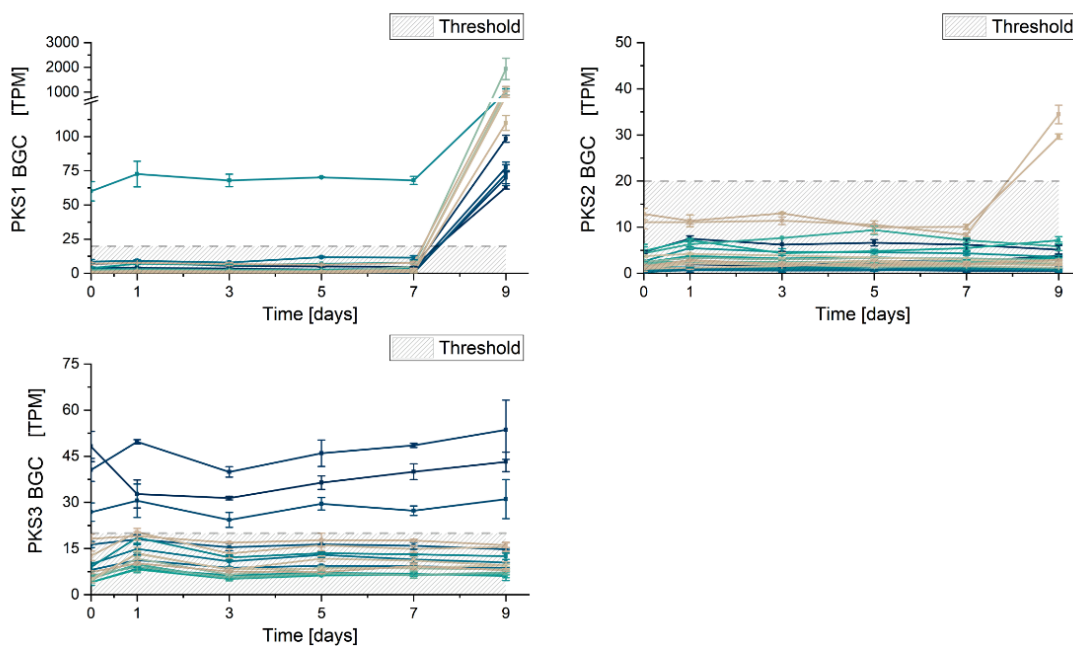 Threshold
3000
2000
1000
100
75
50
25
0
PKS1 BGC [TPM]
0 1 3 5 7 9
Time [days]
Threshold
50
40
30
20
10
0
PKS2 BGC [TPM]
0 1 3 5 7 9
Time [days]
Threshold
75
60
45
30
15
0
PKS3 BGC [TPM]
0 1 3 5 7 9
Time [days]